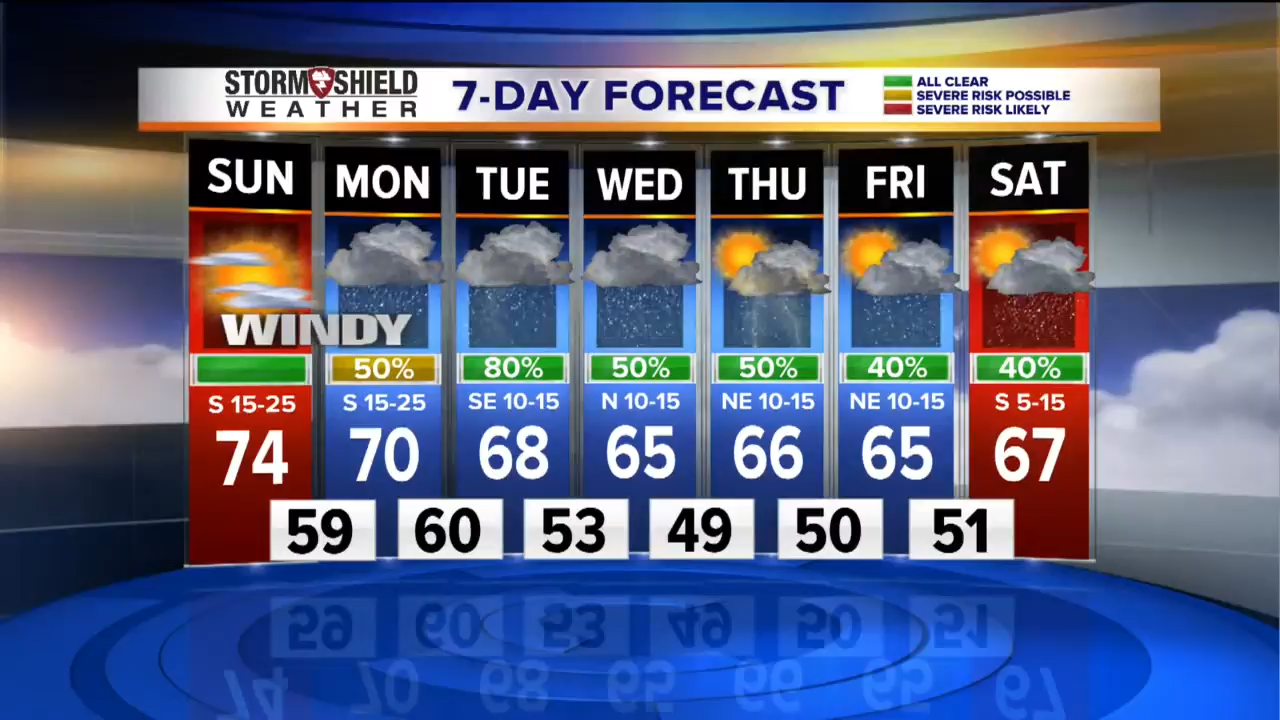 STORM SHIELD
WEATHER
7-DAY FORECAST
ALL CLEAR
SEVERE RISK POSSIBLE
SEVERE RISK LIKELY
SUN MON TUE WED THU FRI SAT
WINDY
50% 80% 50% 50% 40% 40%
S 15-25 S 15-25 SE 10-15 N 10-15 NE 10-15 NE 10-15 S 5-15
74 70 68 65 66 65 67
59 60 53 49 50 51